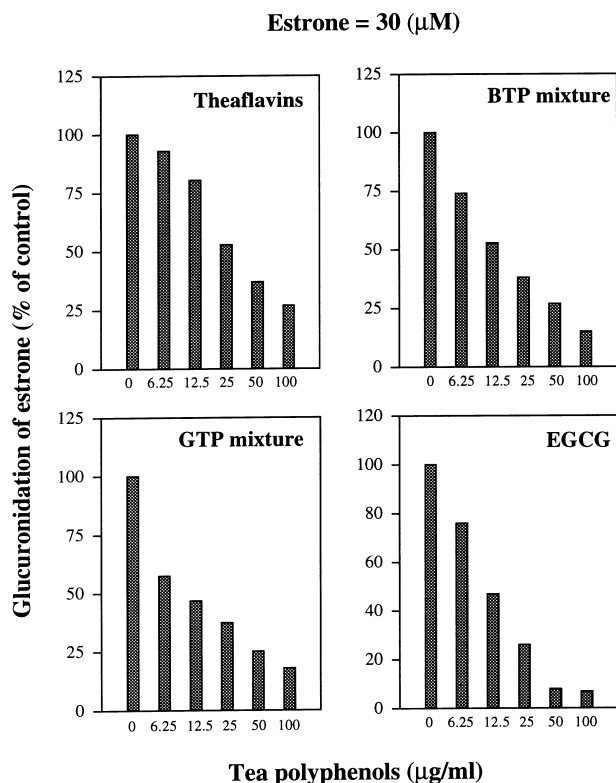 Estrone = 30 (µM)
Glucuronidation of estrone (% of control)
Theaflavins
125
100
75
50
25
0
0 6.25 12.5 25 50 100
BTP mixture
125
100
75
50
25
0
0 6.25 12.5 25 50 100
GTP mixture
125
100
75
50
25
0
0 6.25 12.5 25 50 100
EGCG
120
100
80
60
40
20
0
0 6.25 12.5 25 50 100
Tea polyphenols (µg/ml)